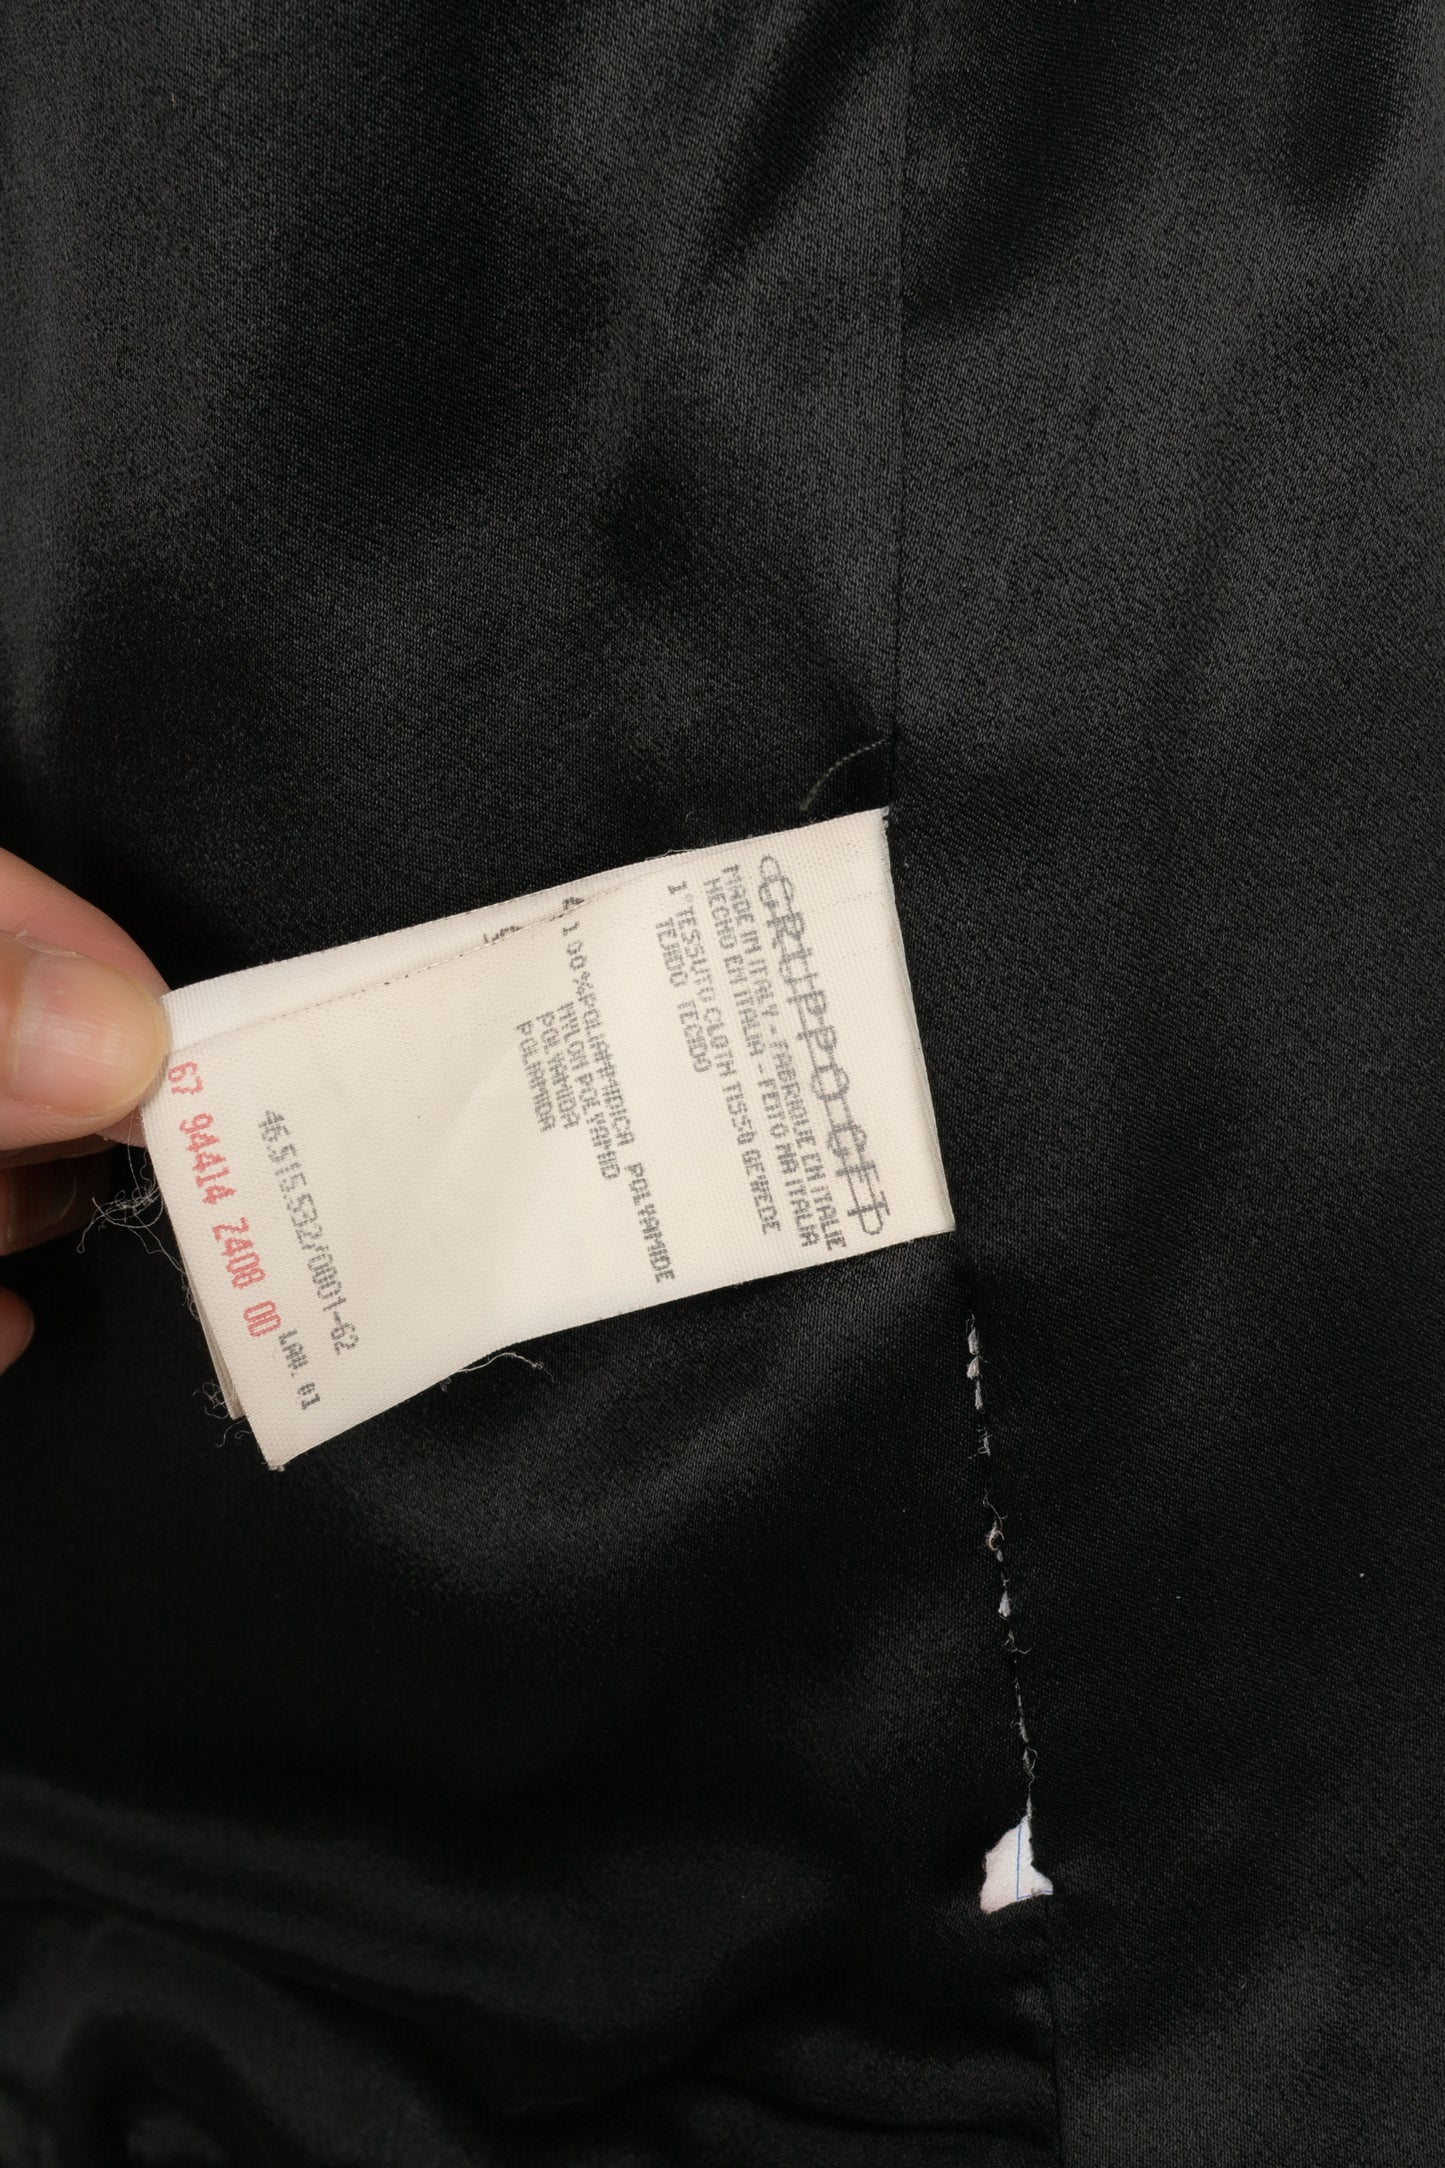 GRUPPO GFT
MADE IN ITALY - FABRIQUE EN ITALIE
HECHO EN ITALIA - FEITO NA ITALIA
1° TESSUTO CLOTH TISSU GEWEBE
TEJIDO TECIDO
100%POLIAMMIDICA POLYAMIDE
NYLON POLYAMID
POLYAMIDA
POLIAMIDA
46.515.592/0001-62
67 94414 2408 00